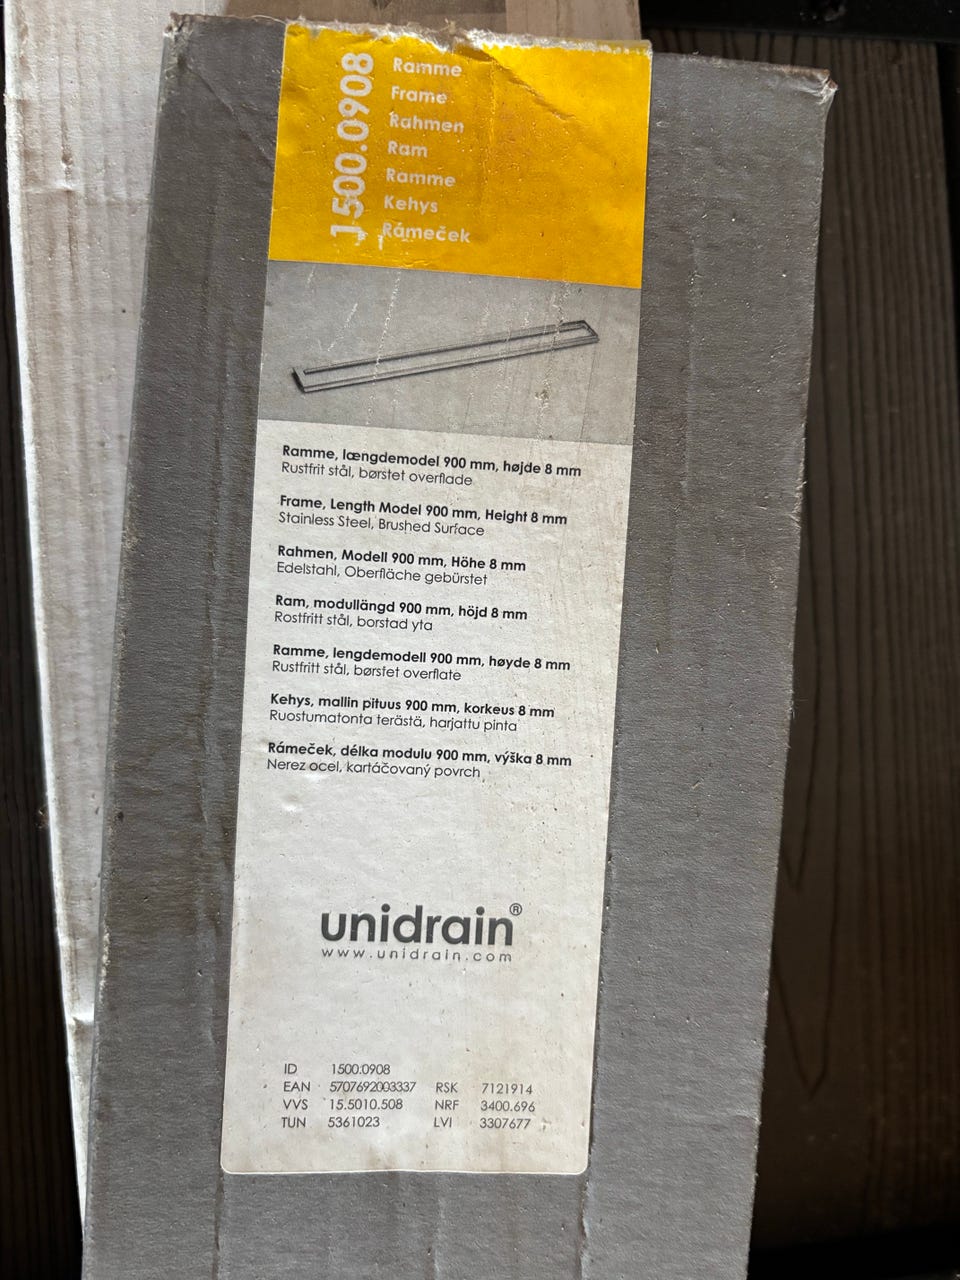 1500.0908
Ramme
Frame
Rahmen
Ram
Ramme
Kehys
Rámeček
Ramme, længdemodel 900 mm, højde 8 mm
Rustfrit stål, børstet overflade
Frame, Length Model 900 mm, Height 8 mm
Stainless Steel, Brushed Surface
Rahmen, Modell 900 mm, Höhe 8 mm
Edelstahl, Oberfläche gebürstet
Ram, modullängd 900 mm, höjd 8 mm
Rostfritt stål, borstad yta
Ramme, lengdemodell 900 mm, høyde 8 mm
Rustfritt stål, børstet overflate
Kehys, mallin pituus 900 mm, korkeus 8 mm
Ruostumatonta terästä, harjattu pinta
Rámeček, délka modulu 900 mm, výška 8 mm
Nerez ocel, kartáčovaný povrch
unidrain®
www.unidrain.com
ID 1500.0908
EAN 5707692003337 RSK 7121914
VVS 15.5010.508 NRF 3400.696
TUN 5361023 LVI 3307677